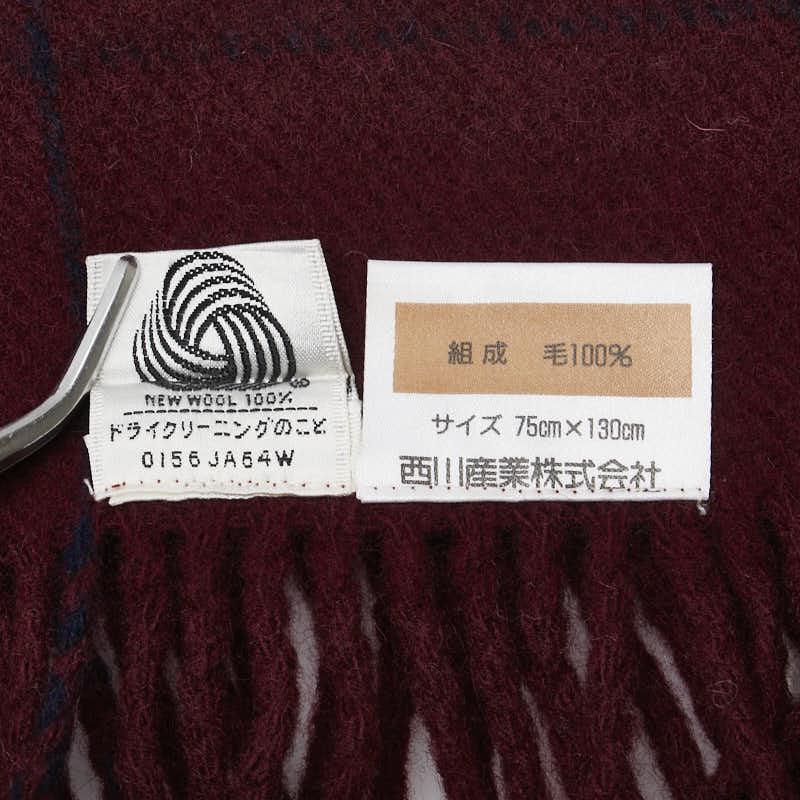 NEW WOOL 100%
ドライクリーニングのこと
0156JA64W
組成 毛100%
サイズ 75cm×130cm
西川産業株式会社